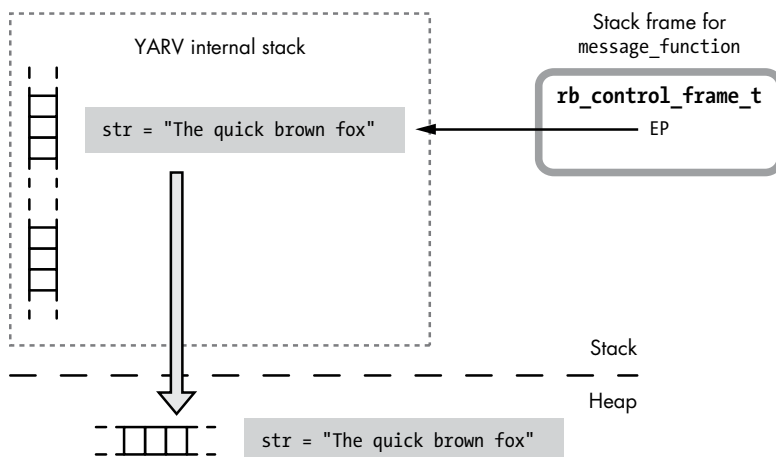 YARV internal stack
Stack frame for
message_function
rb_control_frame_t
str = "The quick brown fox"
EP
Stack
Heap
str = "The quick brown fox"